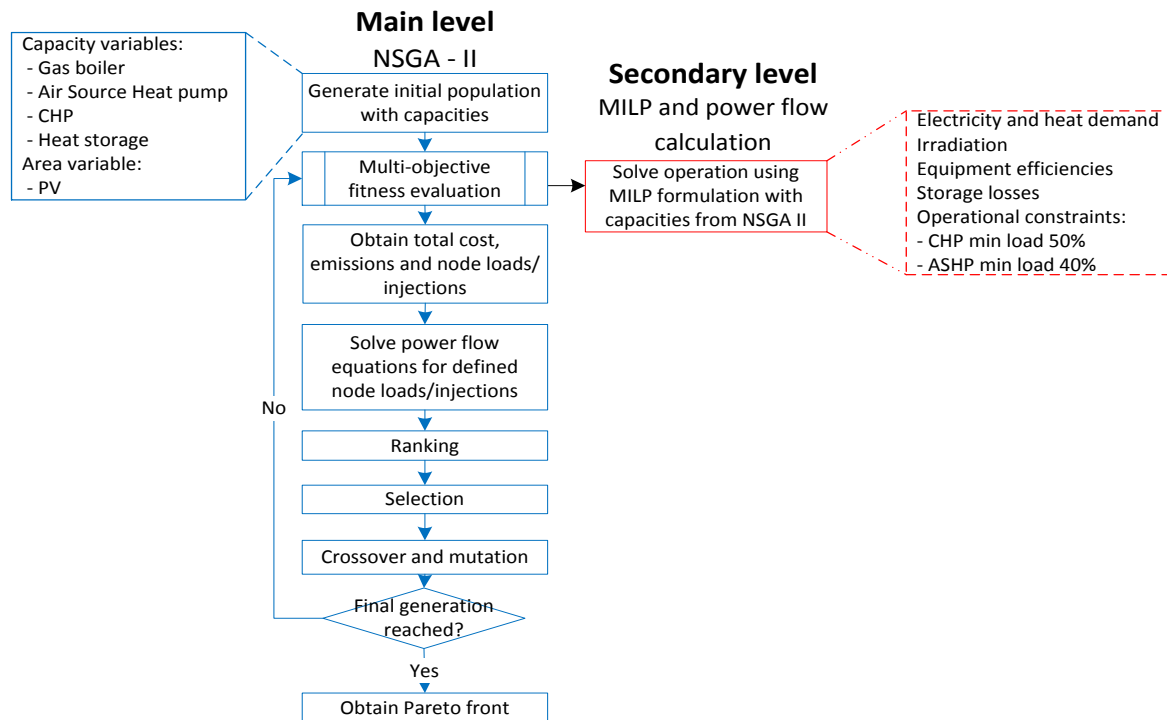 Main level
NSGA - II
Capacity variables:
- Gas boiler
- Air Source Heat pump
- CHP
- Heat storage
Area variable:
- PV
Generate initial population
with capacities
Multi-objective
fitness evaluation
Obtain total cost,
emissions and node loads/
injections
Solve power flow
equations for defined
node loads/injections
Ranking
Selection
Crossover and mutation
Final generation
reached?
No
Yes
Obtain Pareto front
Secondary level
MILP and power flow
calculation
Solve operation using
MILP formulation with
capacities from NSGA II
Electricity and heat demand
Irradiation
Equipment efficiencies
Storage losses
Operational constraints:
- CHP min load 50%
- ASHP min load 40%